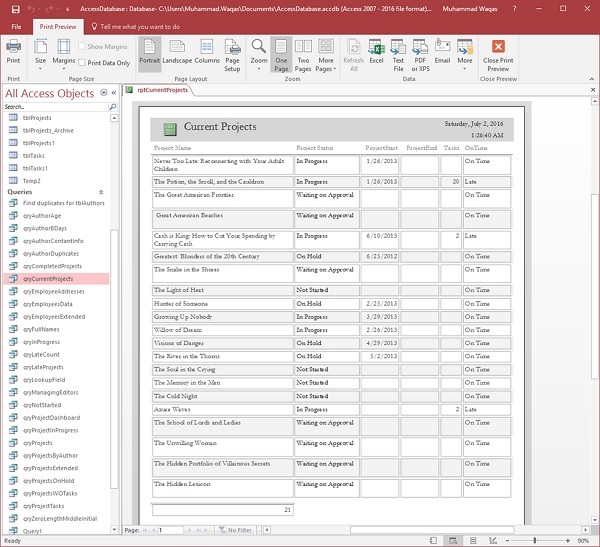 AccessDatabase : Database- C:\Users\Muhammad.Waqas\Documents\AccessDatabase.accdb (Access 2007 - 2016 file format)...
Muhammad Waqas
File Print Preview Tell me what you want to do
Print
Size Margins
Show Margins
Print Data Only
Portrait Landscape Columns Page Setup
Zoom One Page Two Pages More Pages
Refresh All Excel Text File PDF or XPS Email More
Close Print Preview
Print Page Size Page Layout Zoom Data Close Preview
All Access Objects
Search...
tblProjects
tblProjects_Archive
tblProjects1
tblTasks
tblTasks1
Temp2
Queries
Find duplicates for tblAuthors
qryAuthorAge
qryAuthorBDays
qryAuthorContantInfo
qryAuthorDuplicates
qryCompletedProjects
qryCurrentProjects
qryEmployeeAddresses
qryEmployeesData
qryEmployeesExtended
qryFullNames
qryInProgress
qryLateCount
qryLateProjects
qryLookupField
qryManagingEditors
qryNotStarted
qryProjectDashboard
qryProjectInProgress
qryProjects
qryProjectsByAuthor
qryProjectsExtended
qryProjectsOnHold
qryProjectsWOTasks
qryProjectTasks
qryZeroLengthMiddleInitial
Query1
rptCurrentProjects
Current Projects
Saturday, July 2, 2016
1:26:40 AM
Project Name Project Status ProjectStart ProjectEnd Tasks OnTime
Never Too Late: Reconnecting with Your Adult In Progress 1/26/2013 On Time
Children
The Potion, the Scroll, and the Cauldron In Progress 1/26/2013 20 Late
The Great American Fronties Waiting on Approval On Time
Great American Beaches Waiting on Approval On Time
Cash is King: How to Cut Your Spending by In Progress 6/10/2013 2 Late
Carrying Cash
Greatest Blunders of the 20th Century On Hold 6/25/2012 On Time
The Snake in the Shores Waiting on Approval On Time
The Light of Heat Not Started On Time
Hunter of Someone On Hold 2/25/2013 On Time
Growing Up Nobody In Progress 3/29/2013 On Time
Willow of Dream In Progress 2/26/2013 On Time
Visions of Danger On Hold 4/29/2013 On Time
The River in the Thorns On Hold 5/2/2013 On Time
The Soul in the Crying Not Started On Time
The Memory in the Men Not Started On Time
The Cold Night Not Started On Time
Azure Waves In Progress 2 Late
The School of Lords and Ladies Waiting on Approval On Time
The Unwilling Woman Waiting on Approval On Time
The Hidden Portfolio of Villainous Secrets Waiting on Approval On Time
The Hidden Lexicon Waiting on Approval On Time
21
Page: 1 No Filter
Ready
90%